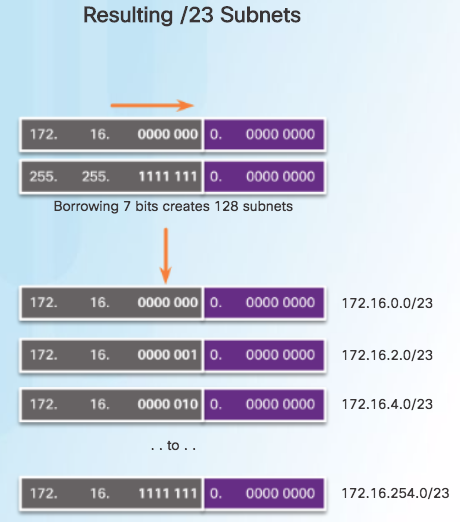 Resulting /23 Subnets
172. 16. 0000 000 0. 0000 0000
255. 255. 1111 111 0. 0000 0000
Borrowing 7 bits creates 128 subnets
172. 16. 0000 000 0. 0000 0000 172.16.0.0/23
172. 16. 0000 001 0. 0000 0000 172.16.2.0/23
172. 16. 0000 010 0. 0000 0000 172.16.4.0/23
. . to . .
172. 16. 1111 111 0. 0000 0000 172.16.254.0/23